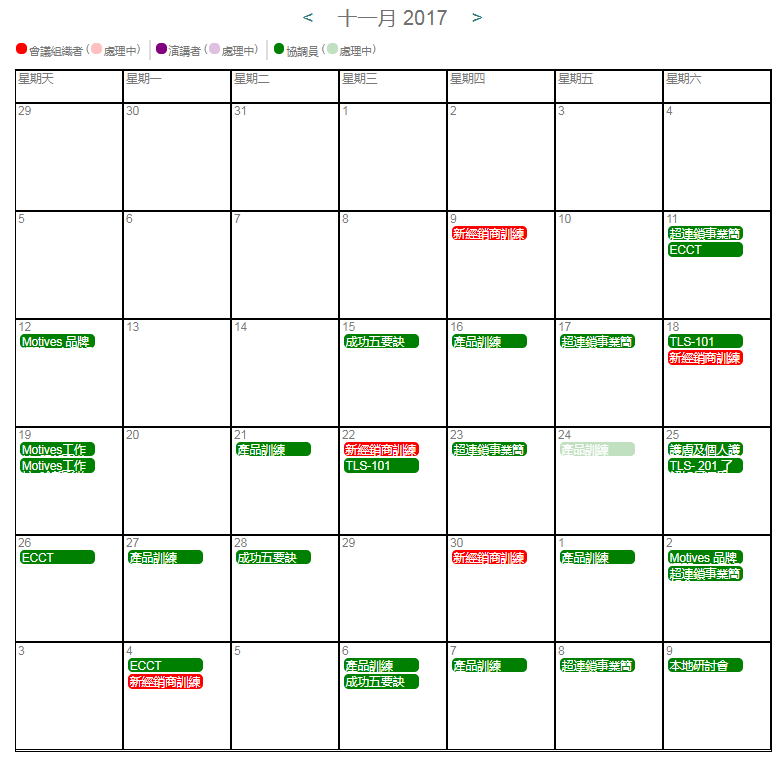 < 十一月 2017 >
會議組織者 (處理中) 演講者 (處理中) 協調員 (處理中)
星期天 星期一 星期二 星期三 星期四 星期五 星期六
29 30 31 1 2 3 4
5 6 7 8 9 10 11
新經銷商訓練 超連鎖事業簡
ECCT
12 13 14 15 16 17 18
Motives 品牌 成功五要訣 產品訓練 超連鎖事業簡 TLS-101
新經銷商訓練
19 20 21 22 23 24 25
Motives工作 產品訓練 新經銷商訓練 超連鎖事業簡 產品訓練 護膚及個人護
Motives工作 TLS-101 TLS- 201 了
26 27 28 29 30 1 2
ECCT 產品訓練 成功五要訣 新經銷商訓練 產品訓練 Motives 品牌
超連鎖事業簡
3 4 5 6 7 8 9
ECCT 產品訓練 產品訓練 超連鎖事業簡 本地研討會
新經銷商訓練 成功五要訣